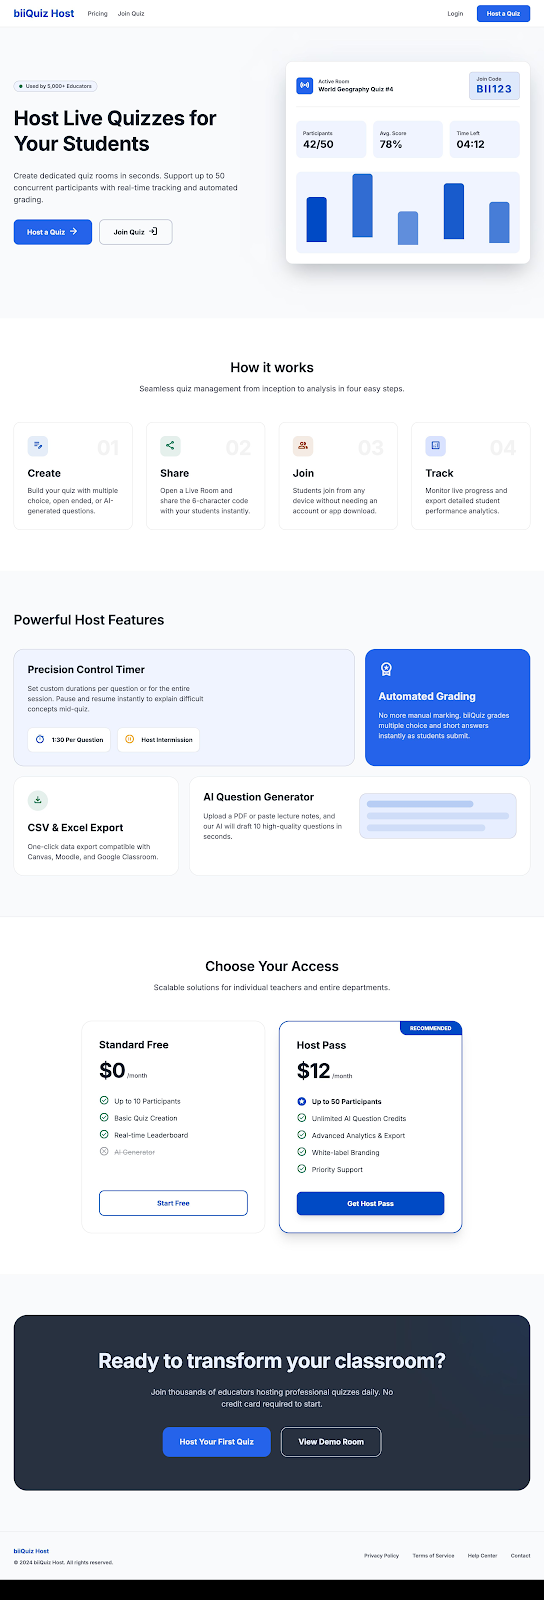 biiQuiz Host
Pricing
Join Quiz
Login
Host a Quiz
Used by 5,000+ Educators
Host Live Quizzes for
Your Students
Create dedicated quiz rooms in seconds. Support up to 50
concurrent participants with real-time tracking and automated
grading.
Host a Quiz
Join Quiz
Active Room
World Geography Quiz #4
Join Code
BII123
Participants
42/50
Avg. Score
78%
Time Left
04:12
How it works
Seamless quiz management from inception to analysis in four easy steps.
01
Create
Build your quiz with multiple
choice, open ended, or AI-
generated questions.
02
Share
Open a Live Room and
share the 6-character code
with your students instantly.
03
Join
Students join from any
device without needing an
account or app download.
04
Track
Monitor live progress and
export detailed student
performance analytics.
Powerful Host Features
Precision Control Timer
Set custom durations per question or for the entire
session. Pause and resume instantly to explain difficult
concepts mid-quiz.
1:30 Per Question
Host Intermission
Automated Grading
No more manual marking. biiQuiz grades
multiple choice and short answers
instantly as students submit.
CSV & Excel Export
One-click data export compatible with
Canvas, Moodle, and Google Classroom.
AI Question Generator
Upload a PDF or paste lecture notes, and
our AI will draft 10 high-quality questions in
seconds.
Choose Your Access
Scalable solutions for individual teachers and entire departments.
Standard Free
$0 /month
Up to 10 Participants
Basic Quiz Creation
Real-time Leaderboard
AI Generator
Start Free
RECOMMENDED
Host Pass
$12 /month
Up to 50 Participants
Unlimited AI Question Credits
Advanced Analytics & Export
White-label Branding
Priority Support
Get Host Pass
Ready to transform your classroom?
Join thousands of educators hosting professional quizzes daily. No
credit card required to start.
Host Your First Quiz
View Demo Room
biiQuiz Host
© 2024 biiQuiz Host. All rights reserved.
Privacy Policy
Terms of Service
Help Center
Contact